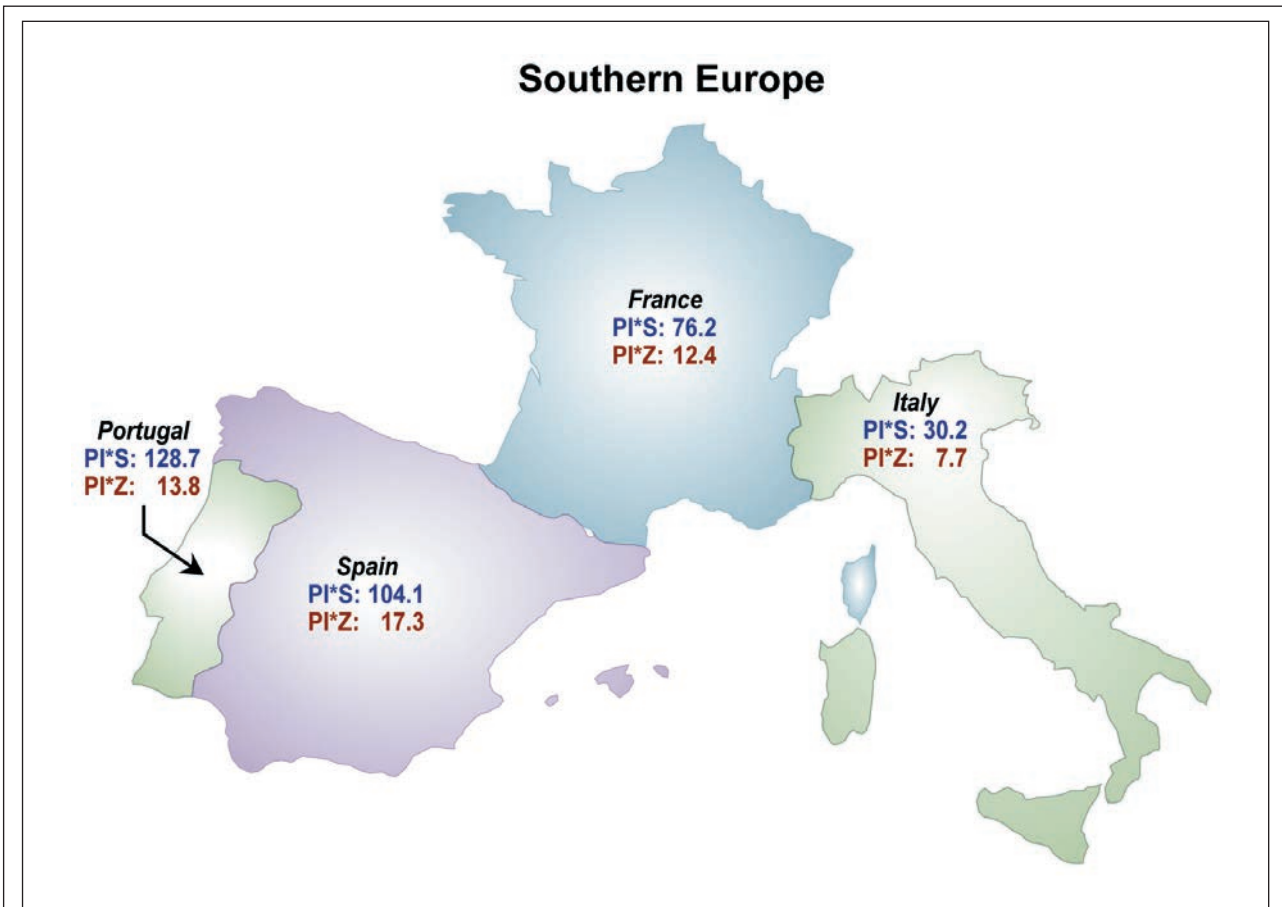 Southern Europe
France
PI*S: 76.2
PI*Z: 12.4
Italy
PI*S: 30.2
PI*Z: 7.7
Portugal
PI*S: 128.7
PI*Z: 13.8
Spain
PI*S: 104.1
PI*Z: 17.3